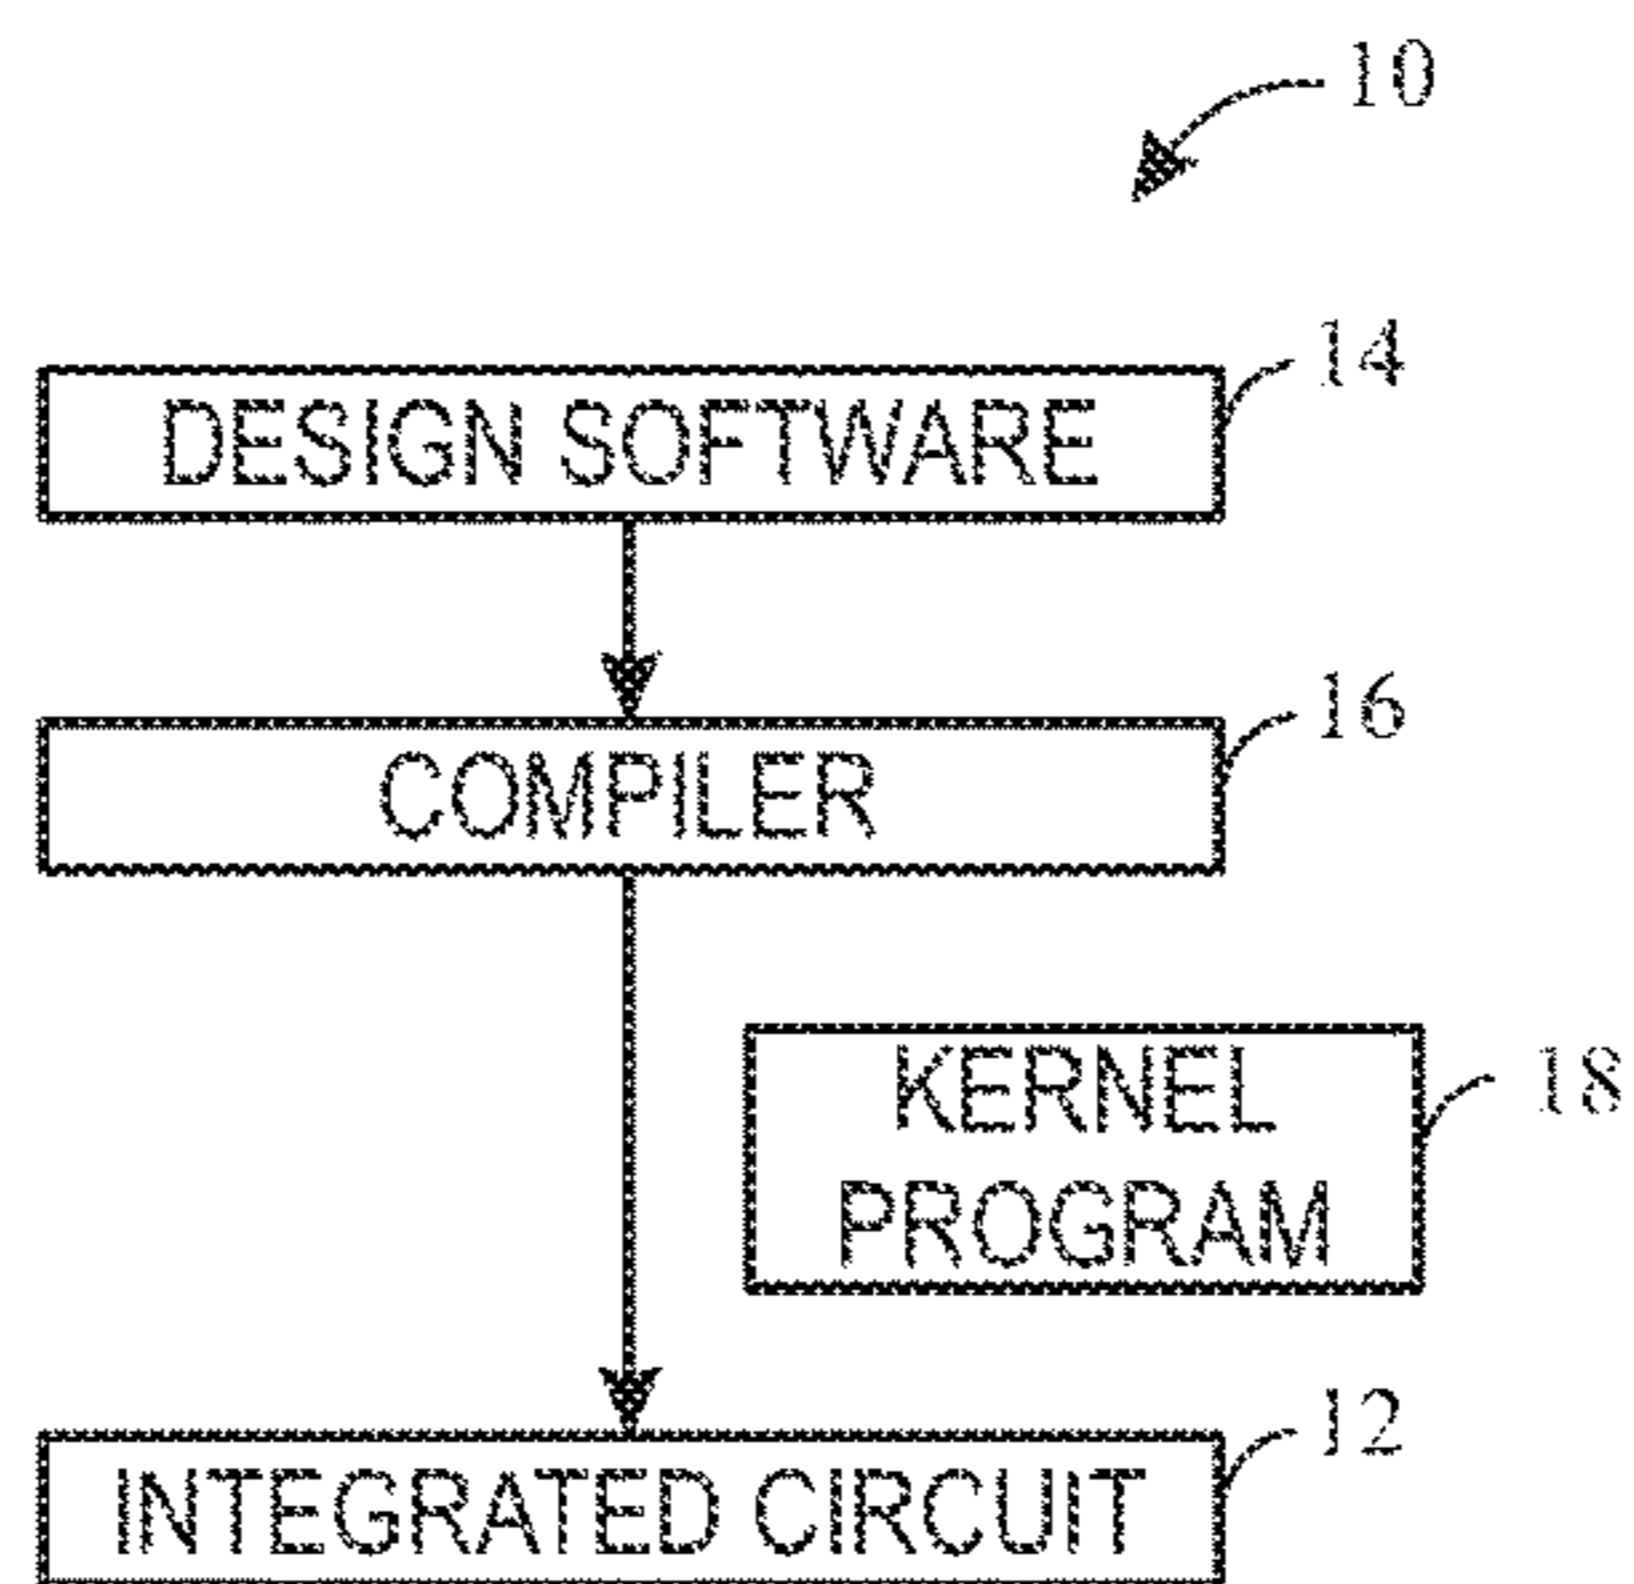 10
DESIGN SOFTWARE
14
COMPILER
16
KERNEL
PROGRAM
18
INTEGRATED CIRCUIT
12